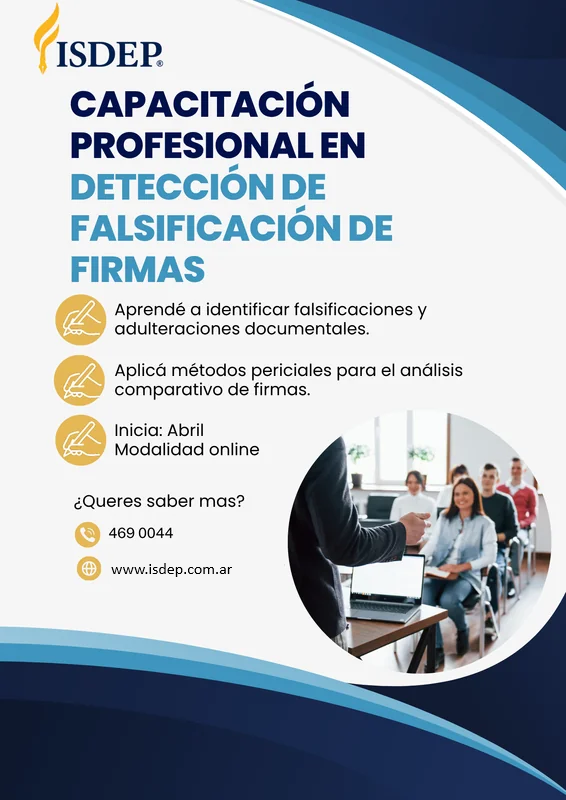 ISDEP®
CAPACITACIÓN
PROFESIONAL EN
DETECCIÓN DE
FALSIFICACIÓN DE
FIRMAS
Aprendé a identificar falsificaciones y
adulteraciones documentales.
Aplicá métodos periciales para el análisis
comparativo de firmas.
Inicia: Abril
Modalidad online
¿Queres saber mas?
469 0044
www.isdep.com.ar